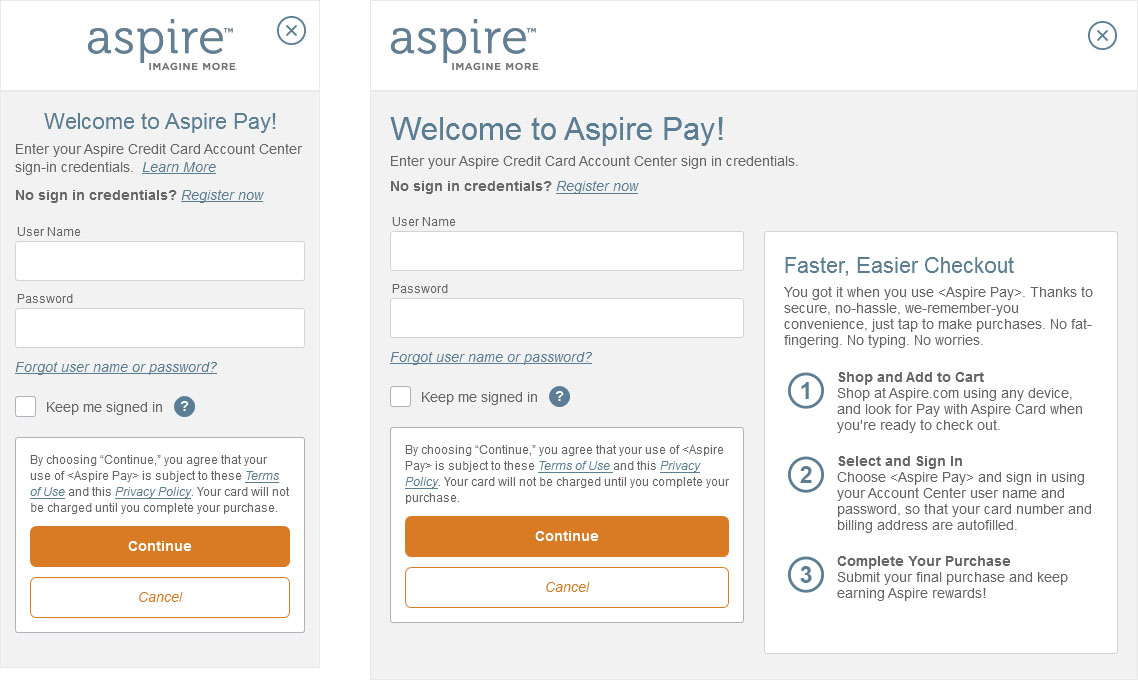 aspire™
IMAGINE MORE
Welcome to Aspire Pay!
Enter your Aspire Credit Card Account Center
sign-in credentials. Learn More
No sign in credentials? Register now
User Name
Password
Forgot user name or password?
Keep me signed in ?
By choosing “Continue,” you agree that your
use of <Aspire Pay> is subject to these Terms
of Use and this Privacy Policy. Your card will not
be charged until you complete your purchase.
Continue
Cancel
aspire™
IMAGINE MORE
Welcome to Aspire Pay!
Enter your Aspire Credit Card Account Center sign in credentials.
No sign in credentials? Register now
User Name
Password
Forgot user name or password?
Keep me signed in ?
By choosing “Continue,” you agree that your use of <Aspire
Pay> is subject to these Terms of Use and this Privacy
Policy. Your card will not be charged until you complete your
purchase.
Continue
Cancel
Faster, Easier Checkout
You got it when you use <Aspire Pay>. Thanks to
secure, no-hassle, we-remember-you
convenience, just tap to make purchases. No fat-
fingering. No typing. No worries.
1
Shop and Add to Cart
Shop at Aspire.com using any device,
and look for Pay with Aspire Card when
you're ready to check out.
2
Select and Sign In
Choose <Aspire Pay> and sign in using
your Account Center user name and
password, so that your card number and
billing address are autofilled.
3
Complete Your Purchase
Submit your final purchase and keep
earning Aspire rewards!